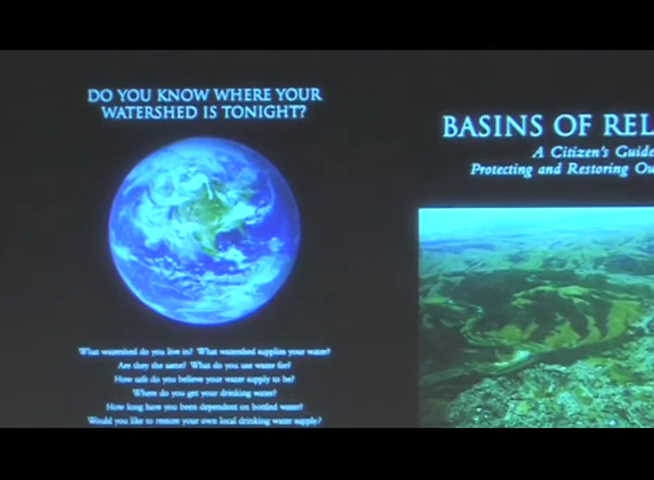 DO YOU KNOW WHERE YOUR
WATERSHED IS TONIGHT?
What watershed do you live in? What watershed supplies your water?
Are they the same? What do you use water for?
How safe do you believe your water supply to be?
Where do you get your drinking water?
How long have you been dependent on bottled water?
Would you like to restore your own local drinking water supply?
BASINS OF REL
A Citizen's Guide
Protecting and Restoring Ou